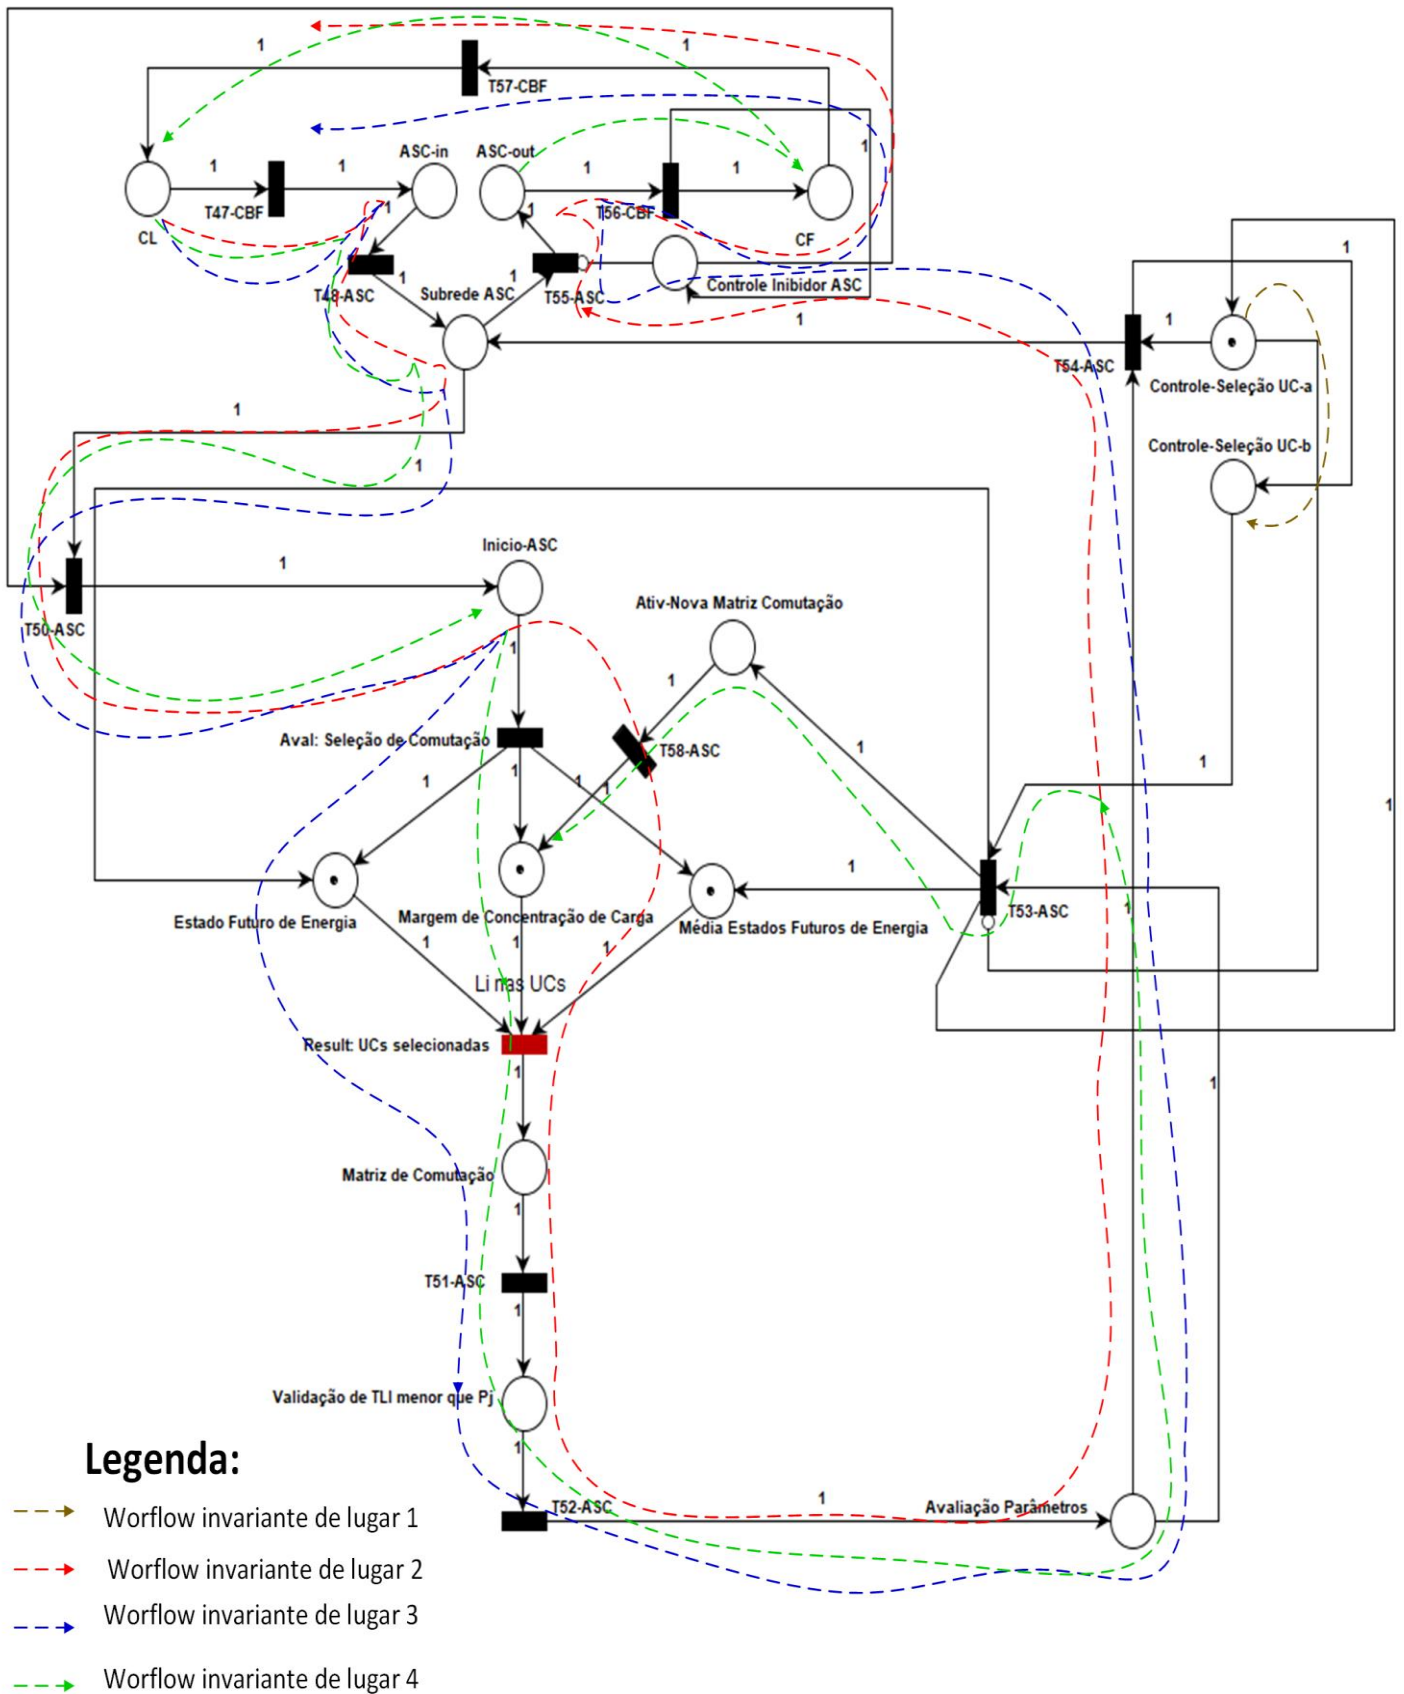 1
1
T57-CBF
ASC-in
ASC-out
1
1
1
1
1
T47-CBF
1
1
T56-CBF
CL
CF
T48-ASC
1
Subrede ASC
1
T55-ASC
Controle Inibidor ASC
1
1
1
T54-ASC
Controle-Seleção UC-a
1
Controle-Seleção UC-b
1
Inicio-ASC
1
Ativ-Nova Matriz Comutação
T50-ASC
1
1
Aval: Seleção de Comutação
T58-ASC
1
1
1
1
1
1
1
1
Estado Futuro de Energia
Margem de Concentração de Carga
Média Estados Futuros de Energia
T53-ASC
1
1
1
1
Li nas UCs
Result: UCs selecionadas
1
1
Matriz de Comutação
1
T51-ASC
1
Validação de TLI menor que Pj
1
Legenda:
T52-ASC
1
Avaliação Parâmetros
Worflow invariante de lugar 1
Worflow invariante de lugar 2
Worflow invariante de lugar 3
Worflow invariante de lugar 4